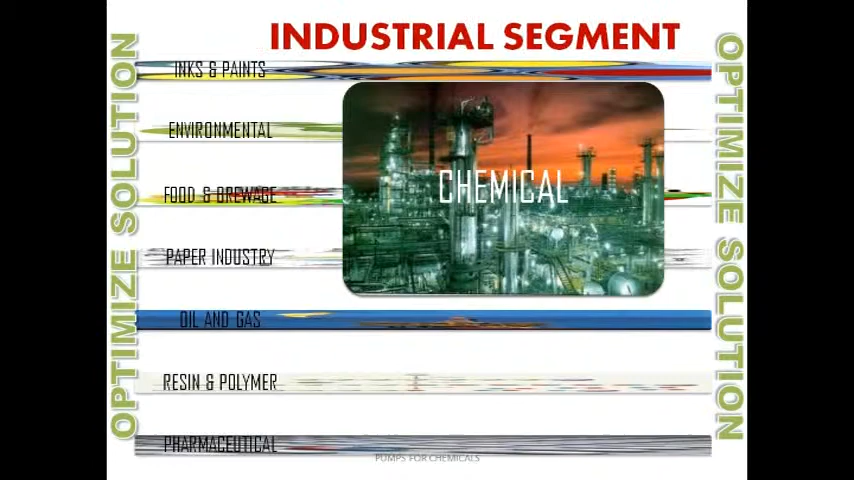 INDUSTRIAL SEGMENT
OPTIMIZE SOLUTION
INKS & PAINTS
ENVIRONMENTAL
FOOD & BREWAGE
PAPER INDUSTRY
OIL AND GAS
RESIN & POLYMER
PHARMACEUTICAL
CHEMICAL
PUMPS FOR CHEMICALS
OPTIMIZE SOLUTION